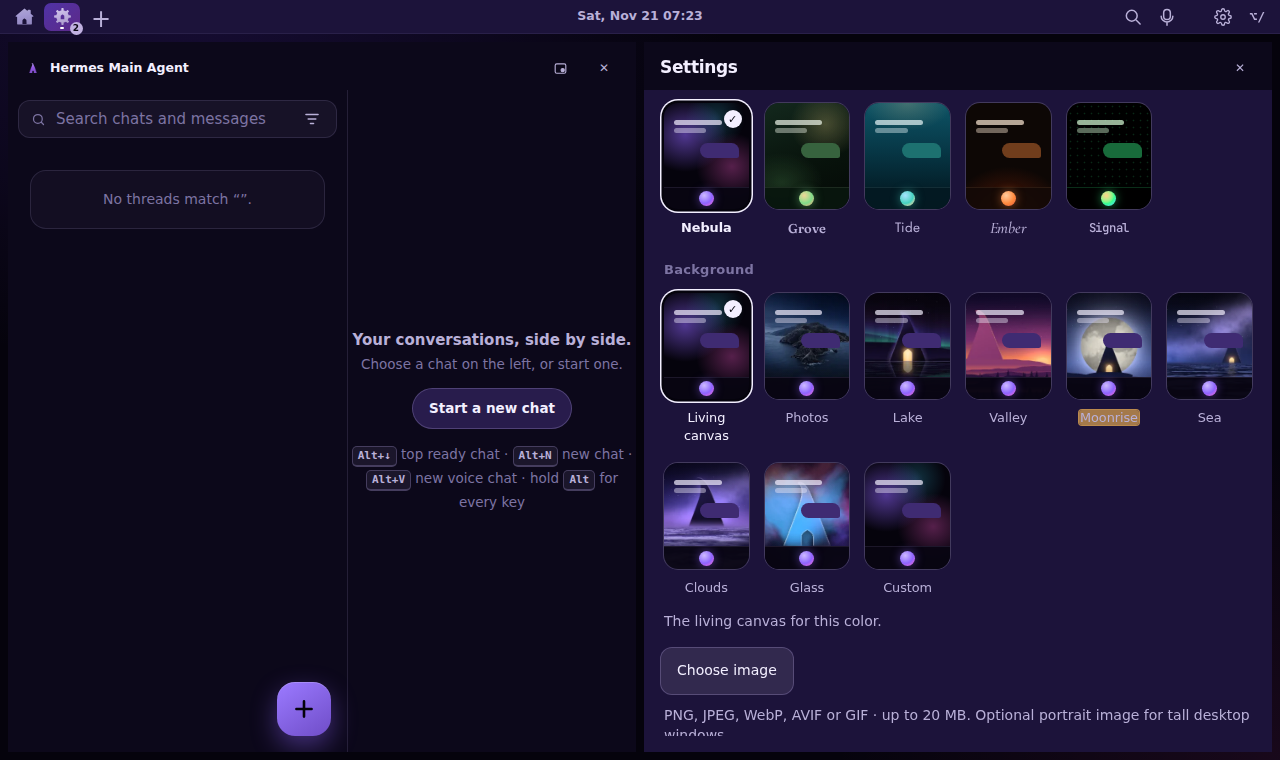 2
Sat, Nov 21 07:23
⌥/
Hermes Main Agent
Search chats and messages
No threads match “”.
Your conversations, side by side.
Choose a chat on the left, or start one.
Start a new chat
Alt+↓ top ready chat · Alt+N new chat ·
Alt+V new voice chat · hold Alt for
every key
Settings
Nebula
Grove
Tide
Ember
Signal
Background
Living
canvas
Photos
Lake
Valley
Moonrise
Sea
Clouds
Glass
Custom
The living canvas for this color.
Choose image
PNG, JPEG, WebP, AVIF or GIF · up to 20 MB. Optional portrait image for tall desktop
windows.